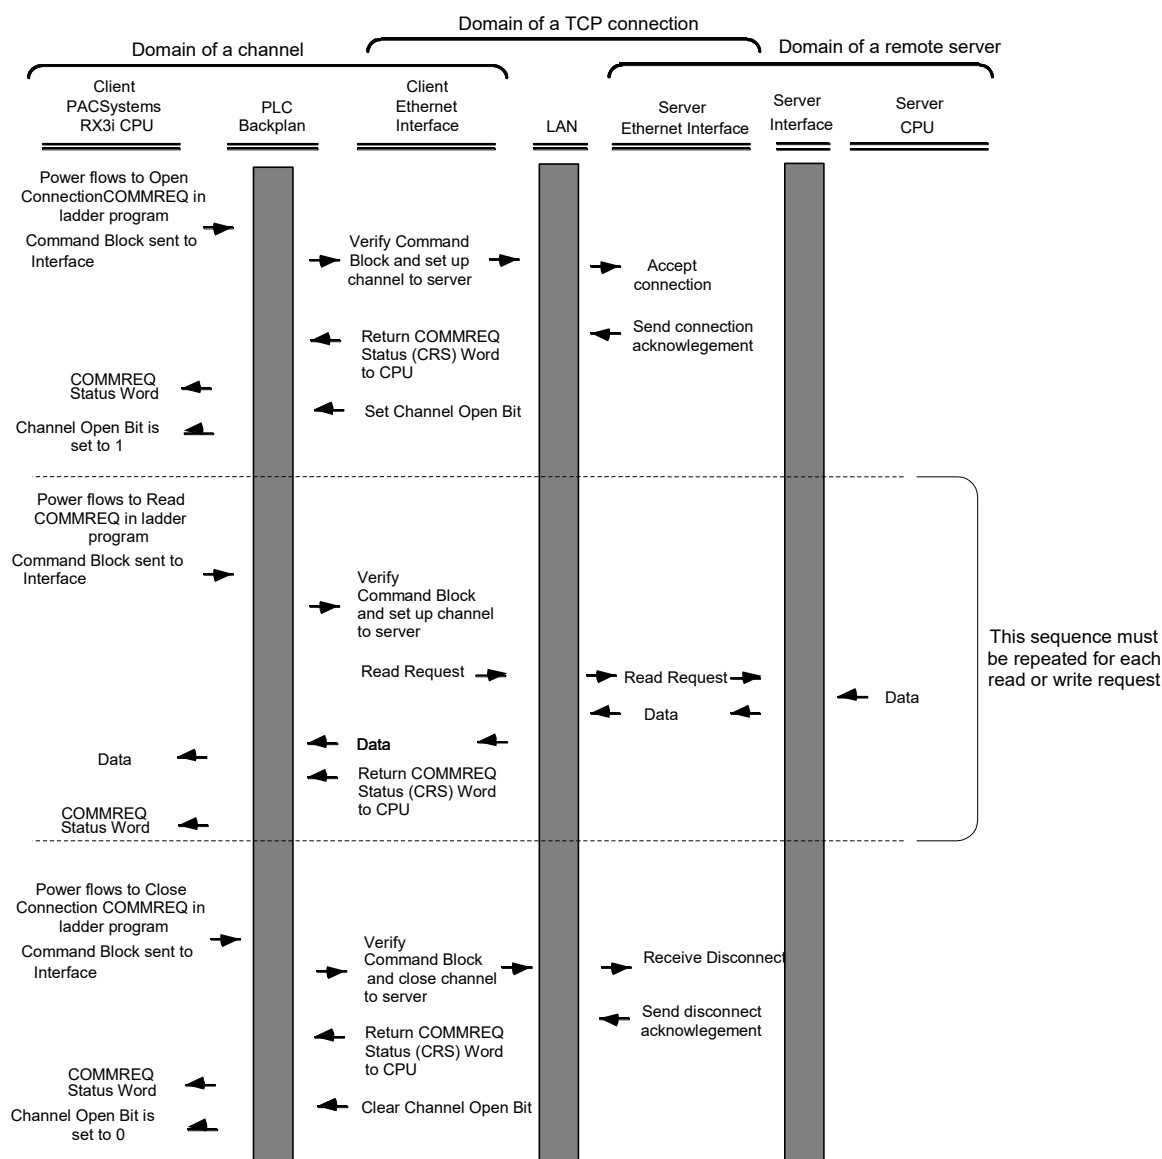 Domain of a TCP connection
Domain of a channel
Domain of a remote server
Client
PACSystems
RX3i CPU
PLC
Backplan
Client
Ethernet
Interface
LAN
Server
Ethernet Interface
Server
Interface
Server
CPU
Power flows to Open
ConnectionCOMMREQ in
ladder program
Command Block sent to
Interface
Verify Command
Block and set up
channel to server
Accept
connection
Send connection
acknowlegement
Return COMMREQ
Status (CRS) Word
to CPU
COMMREQ
Status Word
Set Channel Open Bit
Channel Open Bit is
set to 1
Power flows to Read
COMMREQ in ladder
program
Command Block sent to
Interface
Verify
Command Block
and set up channel
to server
Read Request
Read Request
Data
Data
Data
Data
Return COMMREQ
Status (CRS) Word
to CPU
COMMREQ
Status Word
This sequence must
be repeated for each
read or write request
Power flows to Close
Connection COMMREQ in
ladder program
Command Block sent to
Interface
Verify
Command Block
and close channel
to server
Receive Disconnect
Send disconnect
acknowlegement
Return COMMREQ
Status (CRS) Word
to CPU
COMMREQ
Status Word
Clear Channel Open Bit
Channel Open Bit is
set to 0